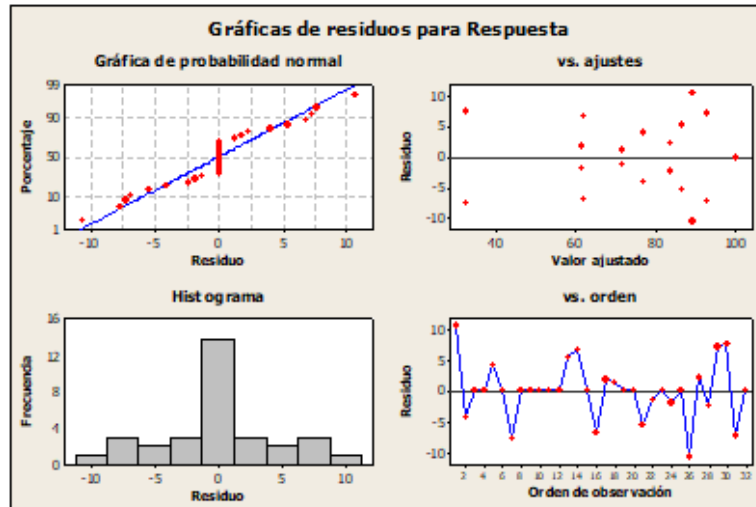 Gráficas de residuos para Respuesta
Gráfica de probabilidad normal
99
90
50
10
1
Porcentaje
-10 -5 0 5 10
Residuo
vs. ajustes
10
5
0
-5
-10
Residuo
40 60 80 100
Valor ajustado
Histograma
16
12
8
4
0
Frecuencia
-10 -5 0 5 10
Residuo
vs. orden
10
5
0
-5
-10
Residuo
2 4 6 8 10 12 14 16 18 20 22 24 26 28 30 32
Orden de observación